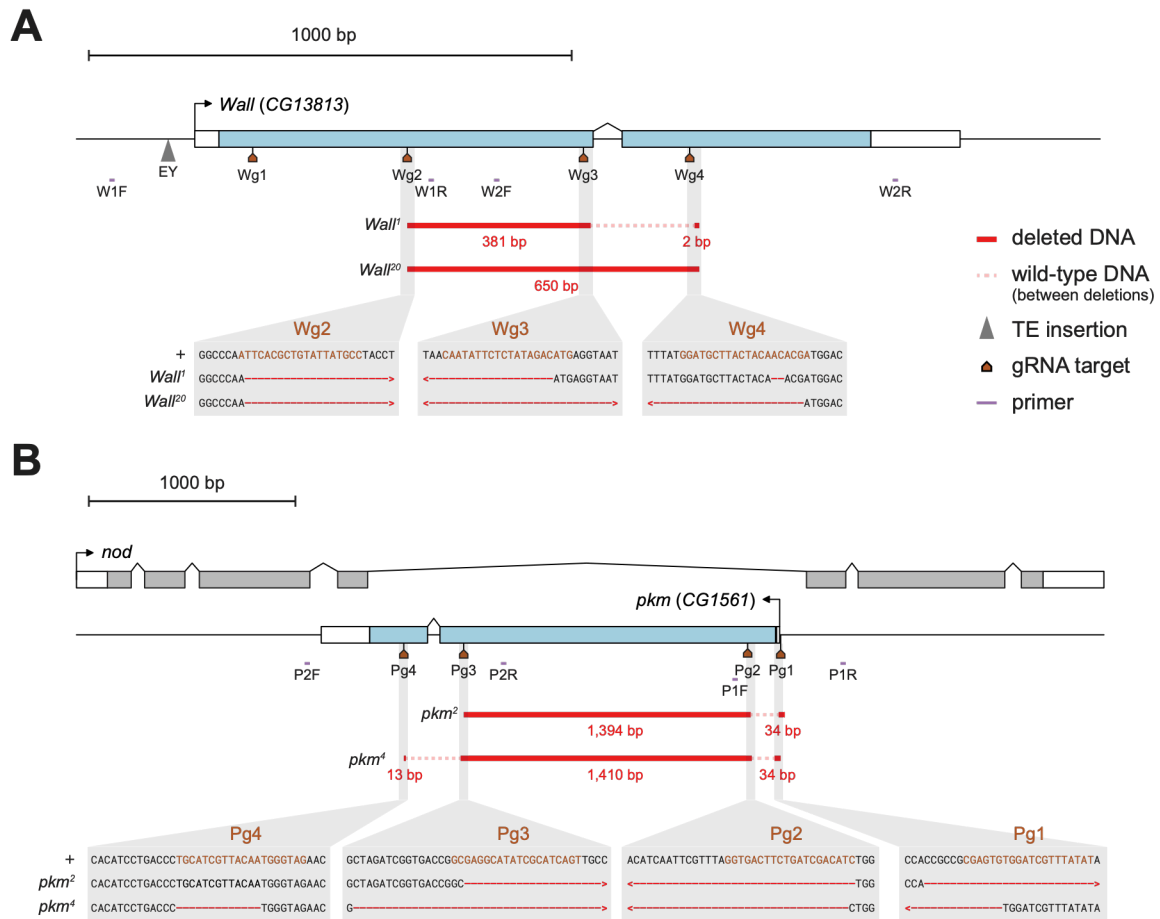 A
1000 bp
Wall (CG13813)
EY
Wg1
Wg2
Wg3
Wg4
W1F
W1R
W2F
W2R
Wall¹
381 bp
2 bp
Wall²⁰
650 bp
deleted DNA
wild-type DNA
(between deletions)
TE insertion
gRNA target
primer
Wg2
Wg3
Wg4
+ GGCCCAATTCACGCTGTATTATGCCTACCT TAACAATATTCTCTATAGACATGAGGTAAT TTTATGGATGCTTACTACAACACGATGGAC
Wall¹ GGCCCAA ATGAGGTAAT TTTATGGATGCTTACTACA--ACGATGGAC
Wall²⁰ GGCCCAA ATGGAC
B
1000 bp
nod
pkm (CG1561)
Pg4
Pg3
Pg2
Pg1
P2F
P2R
P1F
P1R
pkm²
1,394 bp
34 bp
pkm⁴
13 bp
1,410 bp
34 bp
Pg4
Pg3
Pg2
Pg1
+ CACATCCTGACCCTGCATCGTTACAATGGGTAGAAC GCTAGATCGGTGACCGGCGAGGCATATCGCATCAGTTGCC ACATCAATTCGTTTAGGTGACTTCTGATCGACATCTGG CCACCGCCGCGAGTGTGGATCGTTTATATA
pkm² CACATCCTGACCCTGCATCGTTACAATGGGTAGAAC GCTAGATCGGTGACCGGC TGG CCA
pkm⁴ CACATCCTGACCC TGGGTAGAAC G CTGG TGGATCGTTTATATA